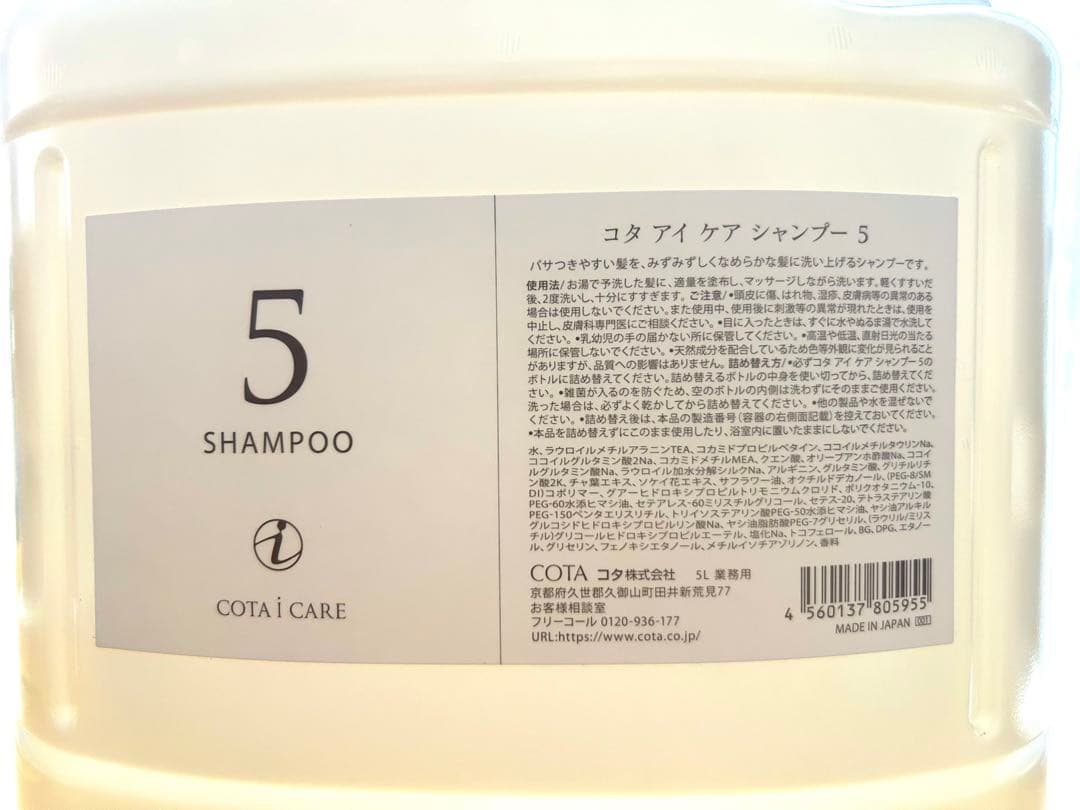 5
SHAMPOO
COTA i CARE
コタ アイ ケア シャンプー 5
パサつきやすい髪を、みずみずしくなめらかな髪に洗い上げるシャンプーです。
使用法/お湯で予洗した髪に、適量を塗布し、マッサージしながら洗います。軽くすすいだ
後、2度洗いし、十分にすすぎます。ご注意/•頭皮に傷、はれ物、湿疹、皮膚病等の異常のある
場合は使用しないでください。また使用中、使用後に刺激等の異常が現れたときは、使用を
中止し、皮膚科専門医にご相談ください。•目に入ったときは、すぐに水やぬるま湯で水洗して
ください。•乳幼児の手の届かない所に保管してください。•高温や低温、直射日光の当たる
場所に保管しないでください。•天然成分を配合しているため色等外観に変化が見られること
がありますが、品質への影響はありません。詰め替え方/•必ずコタ アイ ケア シャンプー 5の
ボトルに詰め替えてください。詰め替えるボトルの中身を使い切ってから、詰め替えてくだ
さい。•雑菌が入るのを防ぐため、空のボトルの内側は洗わずにそのままご使用ください。
洗った場合は、必ずよく乾かしてから詰め替えてください。•他の製品や水を混ぜないで
ください。•詰め替え後は、本品の製造番号(容器の右側面記載)を控えておいてください。
•本品を詰め替えずにこのまま使用したり、浴室内に置いたままにしないでください。
水、ラウロイルメチルアラニンTEA、コカミドプロピルベタイン、ココイルメチルタウリンNa、
ココイルグルタミン酸2Na、コカミドメチルMEA、クエン酸、オリーブアンホ酢酸Na、ココイ
ルグルタミン酸Na、ラウロイル加水分解シルクNa、アルギニン、グルタミン酸、グリチルリチ
ン酸2K、チャ葉エキス、ソケイ花エキス、サフラワー油、オクチルドデカノール、(PEG-8/SM
DI)コポリマー、グアーヒドロキシプロピルトリモニウムクロリド、ポリクオタニウム-10、
PEG-60水添ヒマシ油、セテアレス-60ミリスチルグリコール、セテス-20、テトラステアリン酸
PEG-150ペンタエリスリチル、トリイソステアリン酸PEG-50水添ヒマシ油、ヤシ油アルキル
グルコシドヒドロキシプロピルリン酸Na、ヤシ油脂肪酸PEG-7グリセリル、(ラウリル/ミリス
チル)グリコールヒドロキシプロピルエーテル、塩化Na、トコフェロール、BG、DPG、エタノー
ル、グリセリン、フェノキシエタノール、メチルイソチアゾリノン、香料
COTA コタ株式会社 5L 業務用
京都府久世郡久御山町田井新荒見77
お客様相談室
フリーコール 0120-936-177
URL:https://www.cota.co.jp/
4 560137 805955
MADE IN JAPAN 001